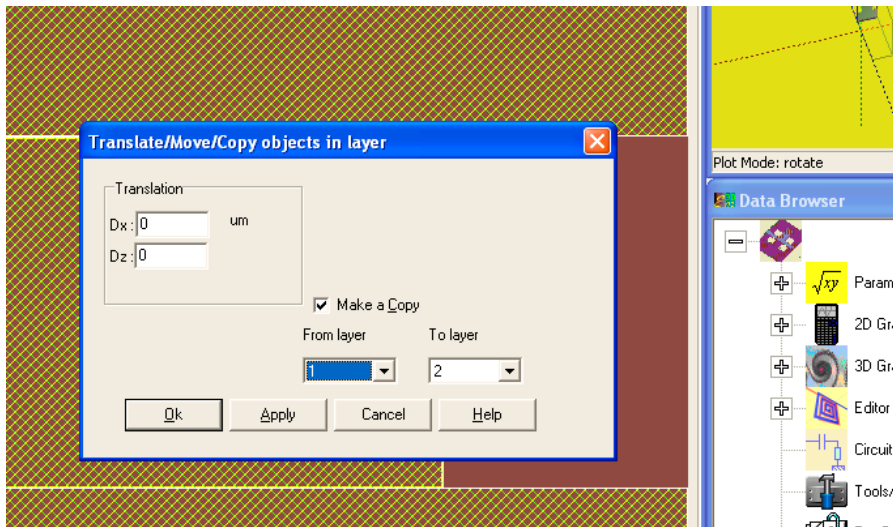 Translate/Move/Copy objects in layer
Translation
Dx : 0 um
Dz : 0
Make a Copy
From layer To layer
1 2
Ok Apply Cancel Help
Plot Mode: rotate
Data Browser
√xy Param
2D Gr
3D Gr
Editor
Circuit
Tools/